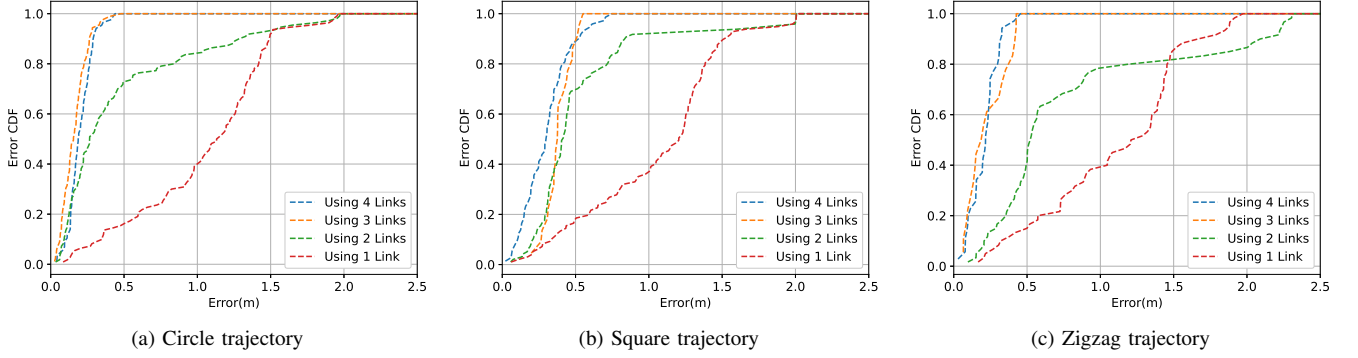 1.0
0.8
0.6
0.4
0.2
0.0
Error CDF
Using 4 Links
Using 3 Links
Using 2 Links
Using 1 Link
0.0 0.5 1.0 1.5 2.0 2.5
Error(m)
(a) Circle trajectory
1.0
0.8
0.6
0.4
0.2
0.0
Error CDF
Using 4 Links
Using 3 Links
Using 2 Links
Using 1 Link
0.0 0.5 1.0 1.5 2.0 2.5
Error(m)
(b) Square trajectory
1.0
0.8
0.6
0.4
0.2
0.0
Error CDF
Using 4 Links
Using 3 Links
Using 2 Links
Using 1 Link
0.0 0.5 1.0 1.5 2.0 2.5
Error(m)
(c) Zigzag trajectory